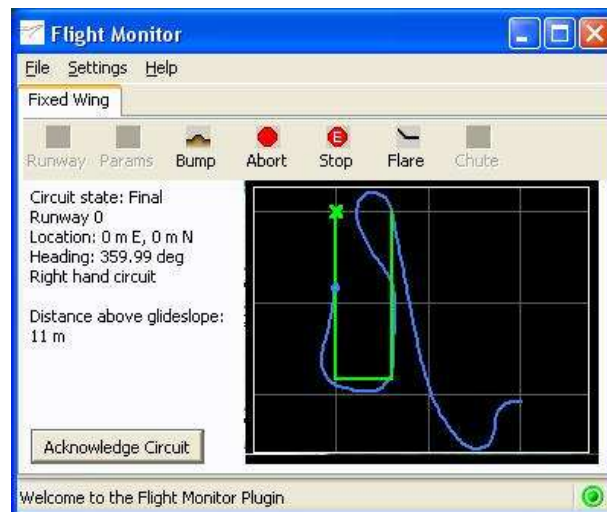 Flight Monitor
File Settings Help
Fixed Wing
E
Runway Params Bump Abort Stop Flare Chute
Circuit state: Final
Runway 0
Location: 0 m E, 0 m N
Heading: 359.99 deg
Right hand circuit
Distance above glideslope:
11 m
Acknowledge Circuit
Welcome to the Flight Monitor Plugin